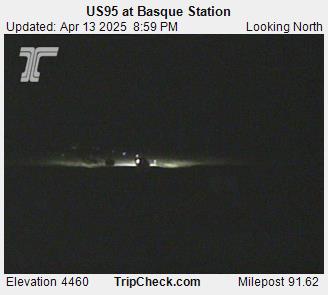 US95 at Basque Station
Updated: Apr 13 2025 8:59 PM Looking North
Elevation 4460 TripCheck.com Milepost 91.62